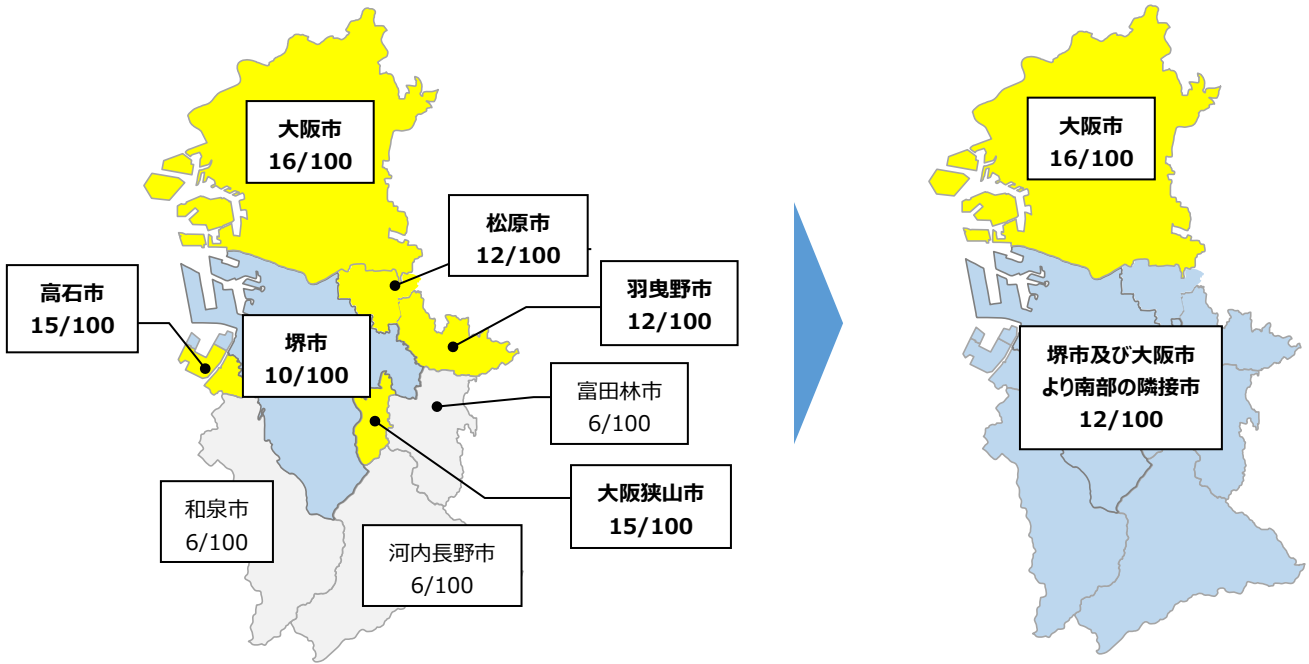 大阪市
16/100
松原市
12/100
羽曳野市
12/100
高石市
15/100
堺市
10/100
富田林市
6/100
大阪狭山市
15/100
和泉市
6/100
河内長野市
6/100
大阪市
16/100
堺市及び大阪市
より南部の隣接市
12/100